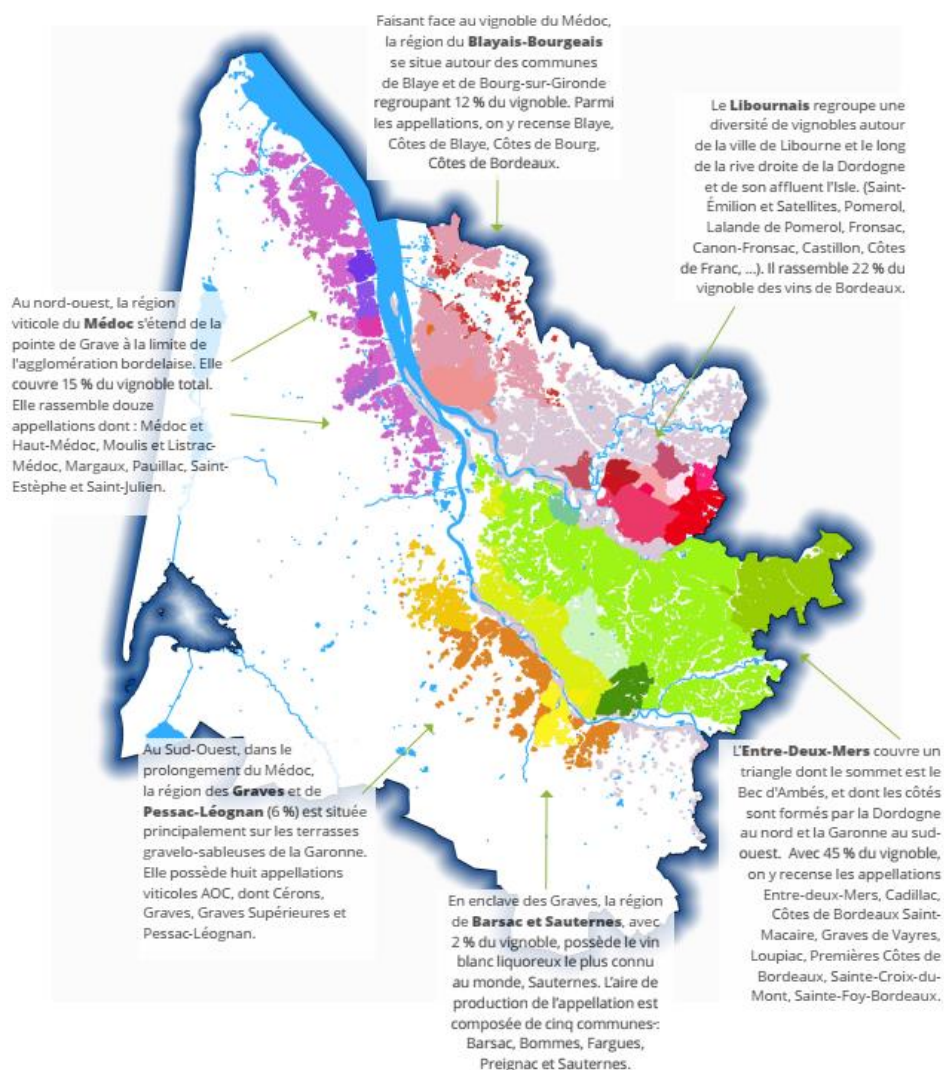 Faisant face au vignoble du Médoc,
la région du Blayais-Bourgeais
se situe autour des communes
de Blaye et de Bourg-sur-Gironde
regroupant 12 % du vignoble. Parmi
les appellations, on y recense Blaye,
Côtes de Blaye, Côtes de Bourg,
Côtes de Bordeaux.
Le Libournais regroupe une
diversité de vignobles autour
de la ville de Libourne et le long
de la rive droite de la Dordogne
et de son affluent l'Isle. (Saint-
Émilion et Satellites, Pomerol,
Lalande de Pomerol, Fronsac,
Canon-Fronsac, Castillon, Côtes
de Franc, ...). Il rassemble 22 % du
vignoble des vins de Bordeaux.
Au nord-ouest, la région
viticole du Médoc s'étend de la
pointe de Grave à la limite de
l'agglomération bordelaise. Elle
couvre 15 % du vignoble total.
Elle rassemble douze
appellations dont : Médoc et
Haut-Médoc, Moulis et Listrac-
Médoc, Margaux, Pauillac, Saint-
Estèphe et Saint-Julien.
Au Sud-Ouest, dans le
prolongement du Médoc,
la région des Graves et de
Pessac-Léognan (6 %) est située
principalement sur les terrasses
gravelo-sableuses de la Garonne.
Elle possède huit appellations
viticoles AOC, dont Cérons,
Graves, Graves Supérieures et
Pessac-Léognan.
En enclave des Graves, la région
de Barsac et Sauternes, avec
2 % du vignoble, possède le vin
blanc liquoreux le plus connu
au monde, Sauternes. L'aire de
production de l'appellation est
composée de cinq communes-:
Barsac, Bommes, Fargues,
Preignac et Sauternes.
L'Entre-Deux-Mers couvre un
triangle dont le sommet est le
Bec d'Ambés, et dont les côtés
sont formés par la Dordogne
au nord et la Garonne au sud-
ouest. Avec 45 % du vignoble,
on y recense les appellations
Entre-deux-Mers, Cadillac,
Côtes de Bordeaux Saint-
Macaire, Graves de Vayres,
Loupiac, Premières Côtes de
Bordeaux, Sainte-Croix-du-
Mont, Sainte-Foy-Bordeaux.